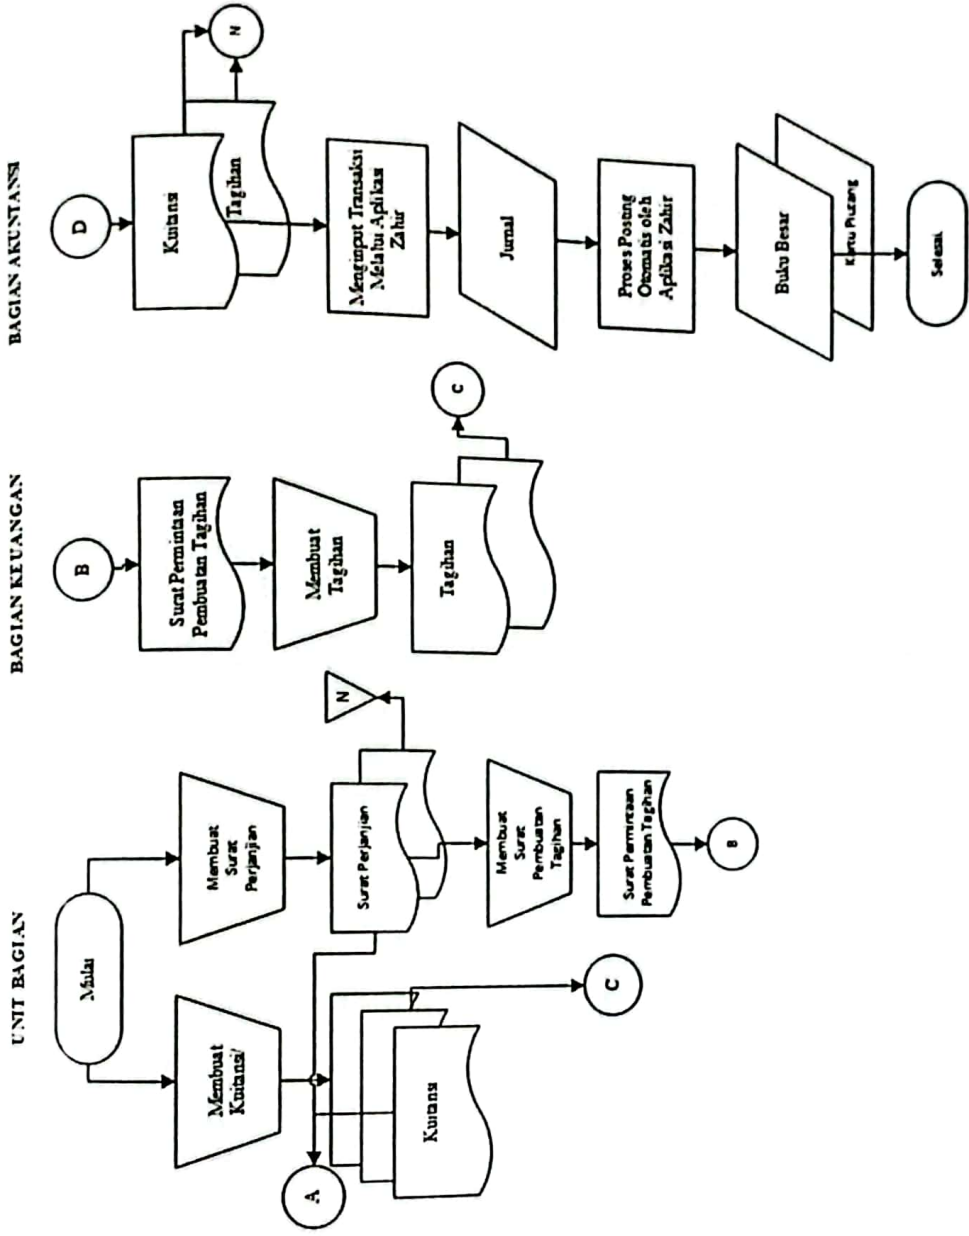 UNIT BAGIAN
Mulai
Membuat
Kuitansi/
A
Kuitansi
C
Membuat
Surat
Perjanjian
Surat Perjanjian
N
Membuat
Surat
Pembuatan
Tagihan
Surat Permintaan
Pembuatan Tagihan
B
BAGIAN KEUANGAN
B
Surat Permintaan
Pembuatan Tagihan
Membuat
Tagihan
Tagihan
C
BAGIAN AKUNTANSI
D
Kuitansi
Tagihan
N
Menginput Transaksi
Melalui Aplikasi
Zahir
Jurnal
Proses Posting
Otomatis oleh
Aplikasi Zahir
Buku Besar
Kartu Piutang
Selesai